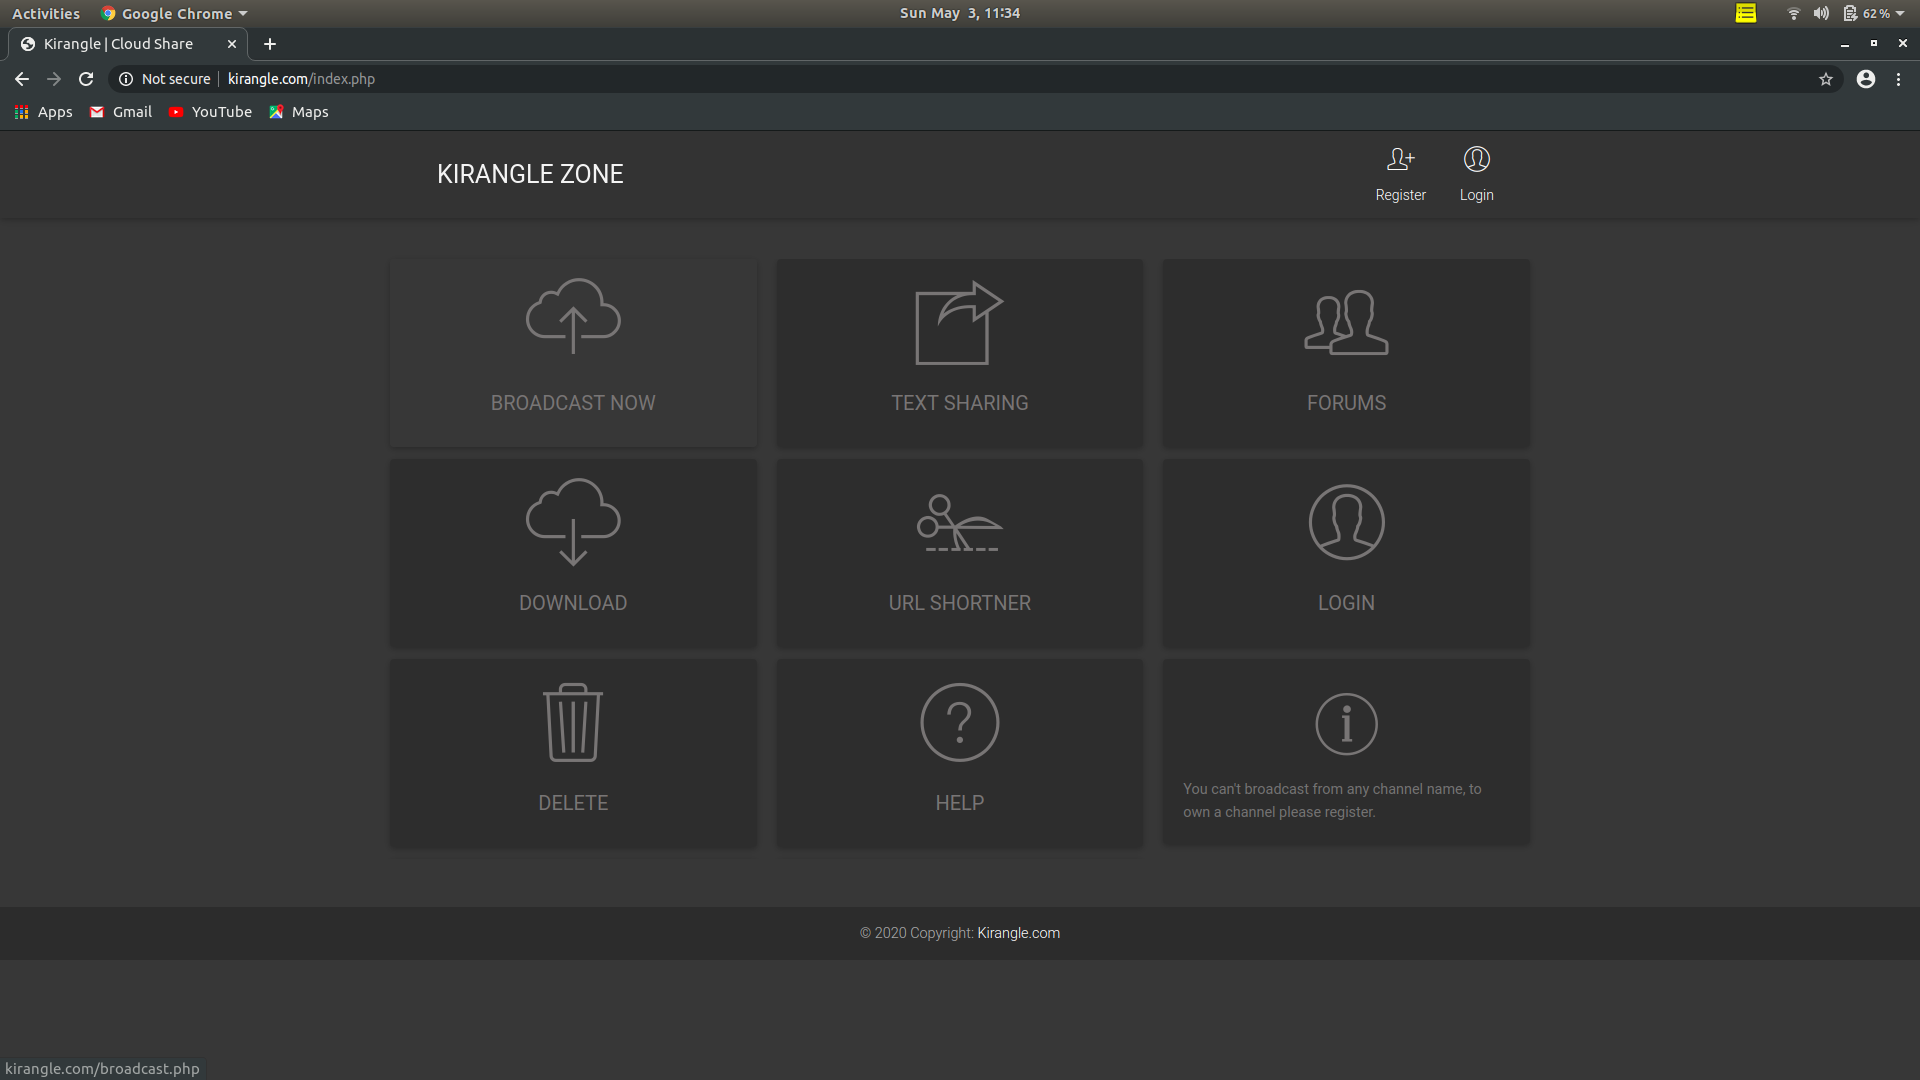 Activities Google Chrome Sun May 3, 11:34 62 %
Kirangle | Cloud Share
Not secure kirangle.com/index.php
Apps Gmail YouTube Maps
KIRANGLE ZONE
Register Login
BROADCAST NOW TEXT SHARING FORUMS
DOWNLOAD URL SHORTNER LOGIN
DELETE HELP
You can't broadcast from any channel name, to
own a channel please register.
© 2020 Copyright: Kirangle.com
kirangle.com/broadcast.php